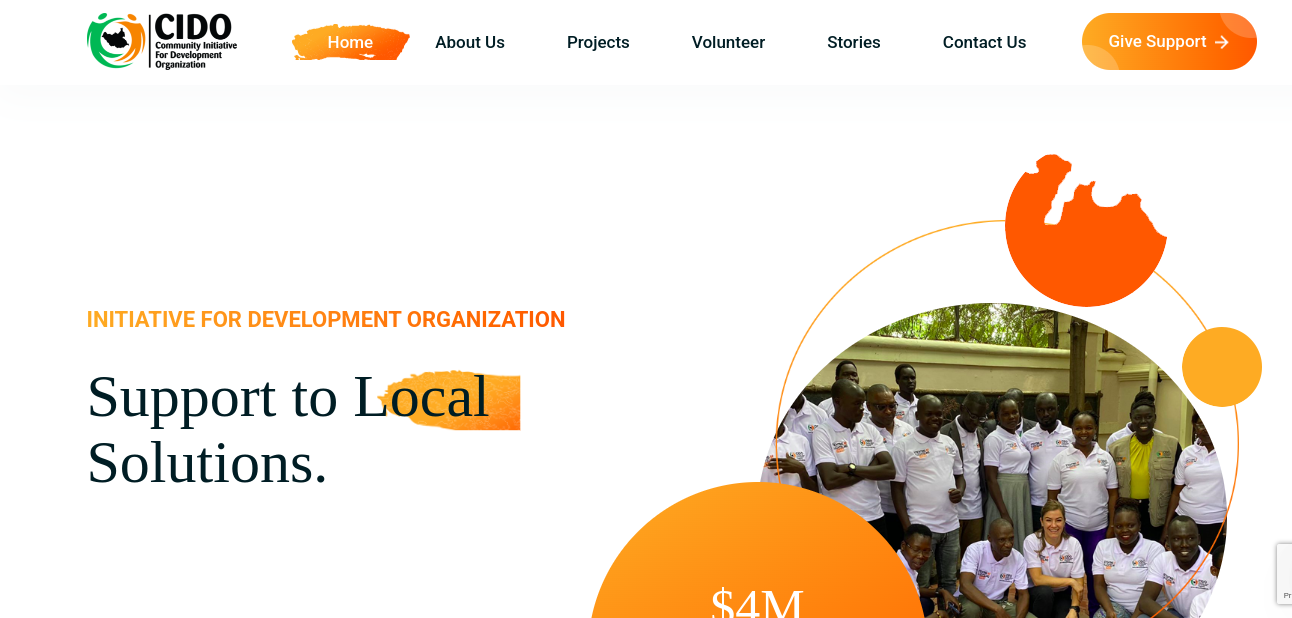 CIDO
Community Initiative
For Development
Organization
Home
About Us
Projects
Volunteer
Stories
Contact Us
Give Support
INITIATIVE FOR DEVELOPMENT ORGANIZATION
Support to Local
Solutions.
$4M